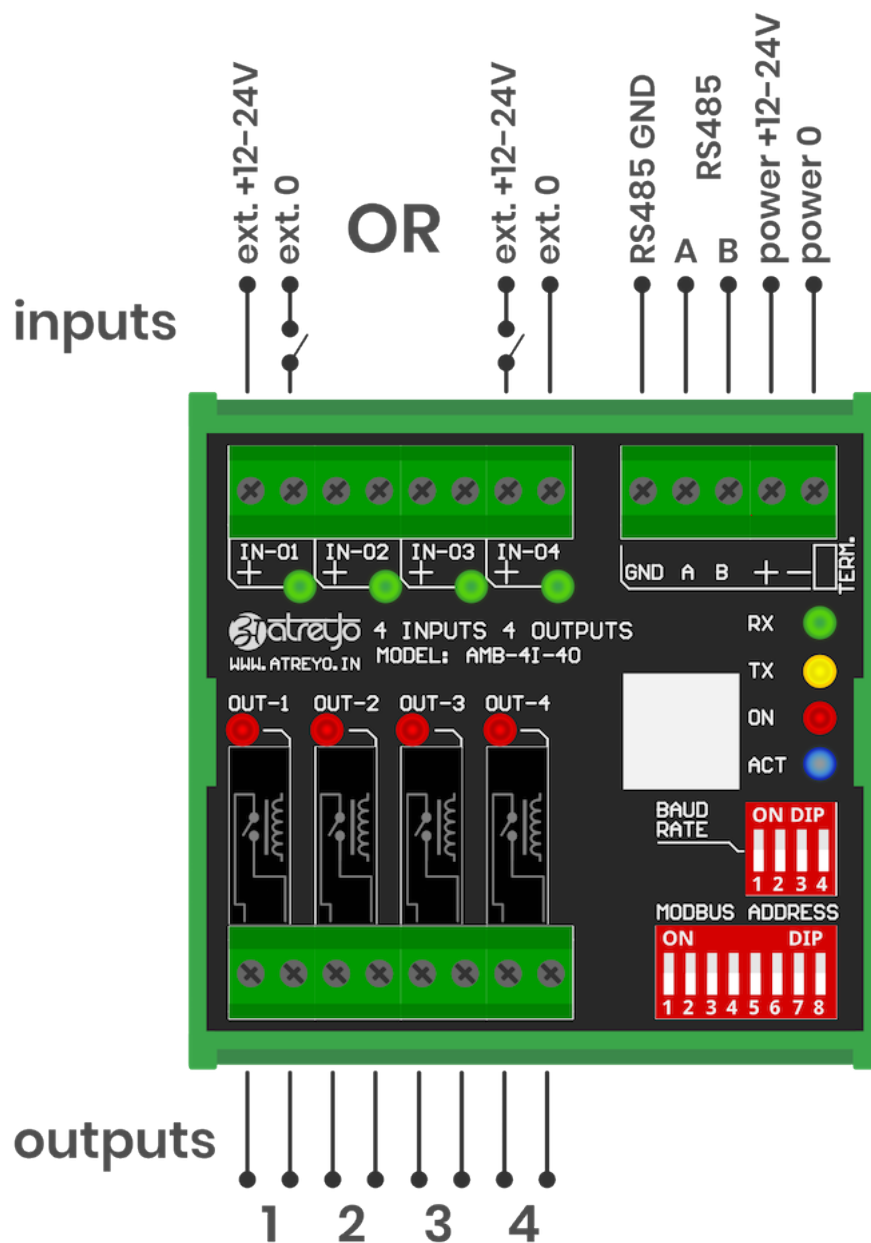 ext. +12-24V
ext. 0
OR
ext. +12-24V
ext. 0
RS485 GND
RS485
A
B
power +12-24V
power 0
inputs
IN-01
IN-02
IN-03
IN-04
+
+
+
+
GND A B + −
TERM.
atreyo
WWW.ATREYO.IN
4 INPUTS 4 OUTPUTS
MODEL: AMB-4I-4O
RX
TX
ON
ACT
OUT-1
OUT-2
OUT-3
OUT-4
BAUD
RATE
ON DIP
1 2 3 4
MODBUS ADDRESS
ON DIP
1 2 3 4 5 6 7 8
outputs
1 2 3 4